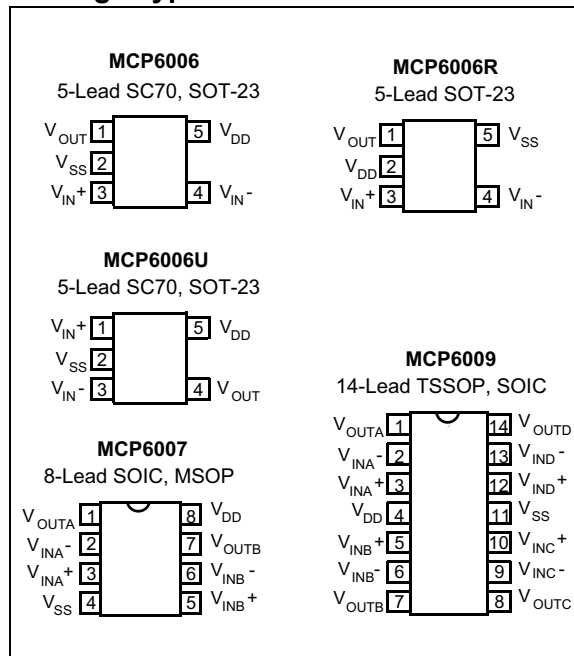 MCP6006
5-Lead SC70, SOT-23
VOUT 1 5 VDD
VSS 2
VIN+ 3 4 VIN-
MCP6006R
5-Lead SOT-23
VOUT 1 5 VSS
VDD 2
VIN+ 3 4 VIN-
MCP6006U
5-Lead SC70, SOT-23
VIN+ 1 5 VDD
VSS 2
VIN- 3 4 VOUT
MCP6007
8-Lead SOIC, MSOP
VOUTA 1 8 VDD
VINA- 2 7 VOUTB
VINA+ 3 6 VINB-
VSS 4 5 VINB+
MCP6009
14-Lead TSSOP, SOIC
VOUTA 1 14 VOUTD
VINA- 2 13 VIND-
VINA+ 3 12 VIND+
VDD 4 11 VSS
VINB+ 5 10 VINC+
VINB- 6 9 VINC-
VOUTB 7 8 VOUTC